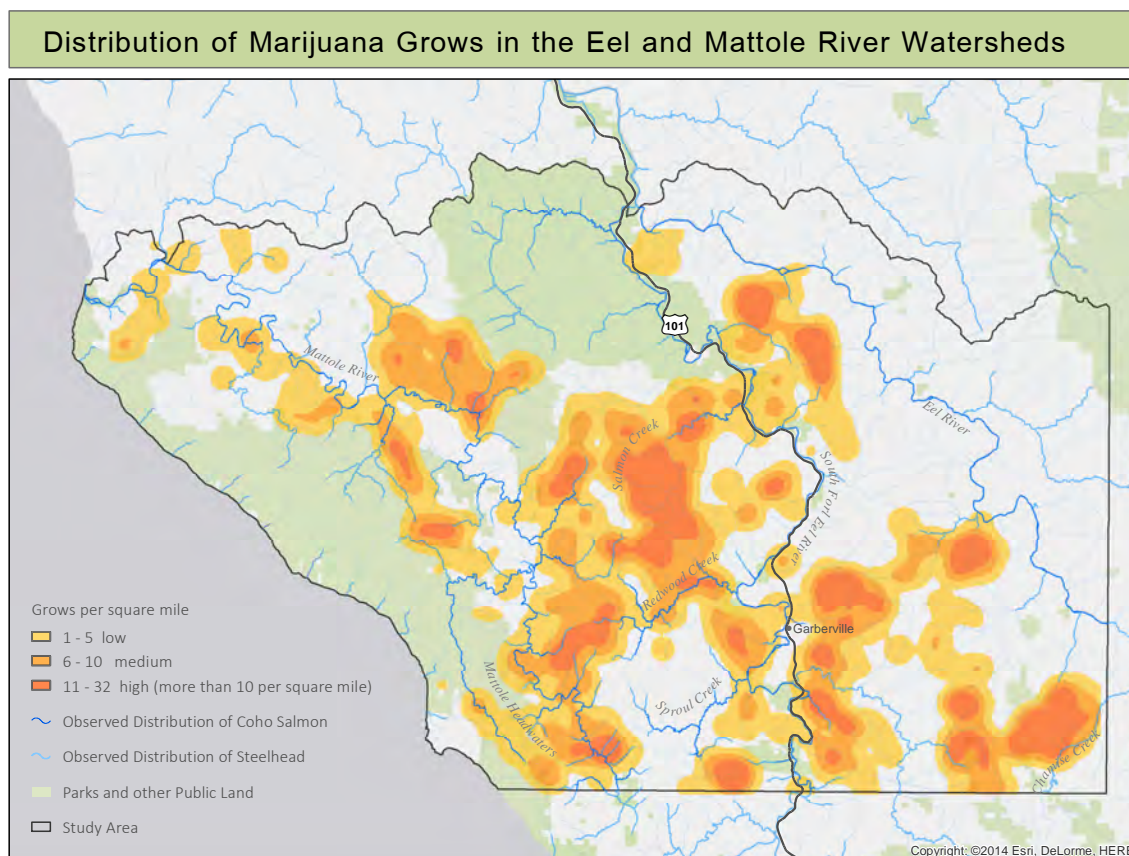 Distribution of Marijuana Grows in the Eel and Mattole River Watersheds
101
Mattole River
Eel River
Salmon Creek
South Forl Eel River
Redwood Creek
Garberville
Mattole Headwaters
Sproul Creek
Chamise Creek
Grows per square mile
1 - 5 low
6 - 10 medium
11 - 32 high (more than 10 per square mile)
Observed Distribution of Coho Salmon
Observed Distribution of Steelhead
Parks and other Public Land
Study Area
Copyright: ©2014 Esri, DeLorme, HERE